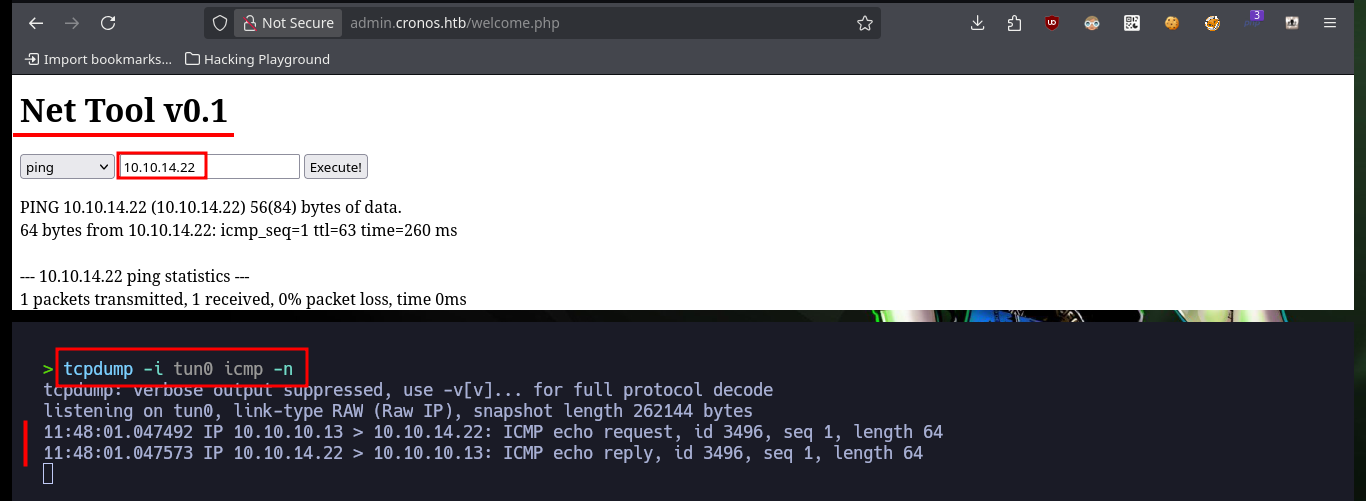 Not Secure admin.cronos.htb/welcome.php
3
Import bookmarks... Hacking Playground
Net Tool v0.1
ping 10.10.14.22 Execute!
PING 10.10.14.22 (10.10.14.22) 56(84) bytes of data.
64 bytes from 10.10.14.22: icmp_seq=1 ttl=63 time=260 ms
--- 10.10.14.22 ping statistics ---
1 packets transmitted, 1 received, 0% packet loss, time 0ms
> tcpdump -i tun0 icmp -n
tcpdump: verbose output suppressed, use -v[v]... for full protocol decode
listening on tun0, link-type RAW (Raw IP), snapshot length 262144 bytes
11:48:01.047492 IP 10.10.10.13 > 10.10.14.22: ICMP echo request, id 3496, seq 1, length 64
11:48:01.047573 IP 10.10.14.22 > 10.10.10.13: ICMP echo reply, id 3496, seq 1, length 64